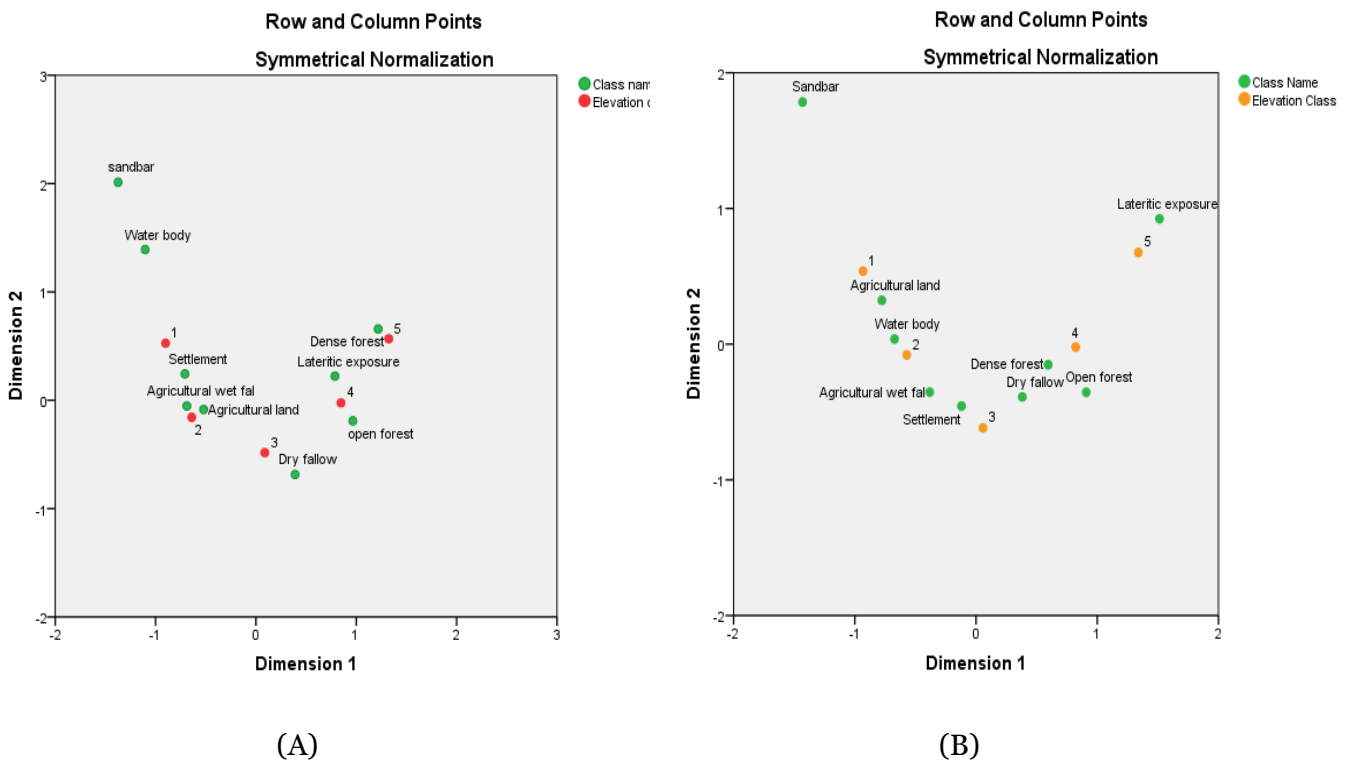 Row and Column Points
Symmetrical Normalization
3
2
1
0
-1
-2
-2
-1
0
1
2
3
Dimension 2
Dimension 1
sandbar
Water body
1
Settlement
Agricultural wet fal
Agricultural land
2
3
Dry fallow
Dense forest
5
Lateritic exposure
4
open forest
Class nam
Elevation c
(A)
Row and Column Points
Symmetrical Normalization
2
1
0
-1
-2
-2
-1
0
1
2
Dimension 2
Dimension 1
Sandbar
Lateritic exposure
5
1
Agricultural land
Water body
2
4
Dense forest
Open forest
Dry fallow
Agricultural wet fal
Settlement
3
Class Name
Elevation Class
(B)